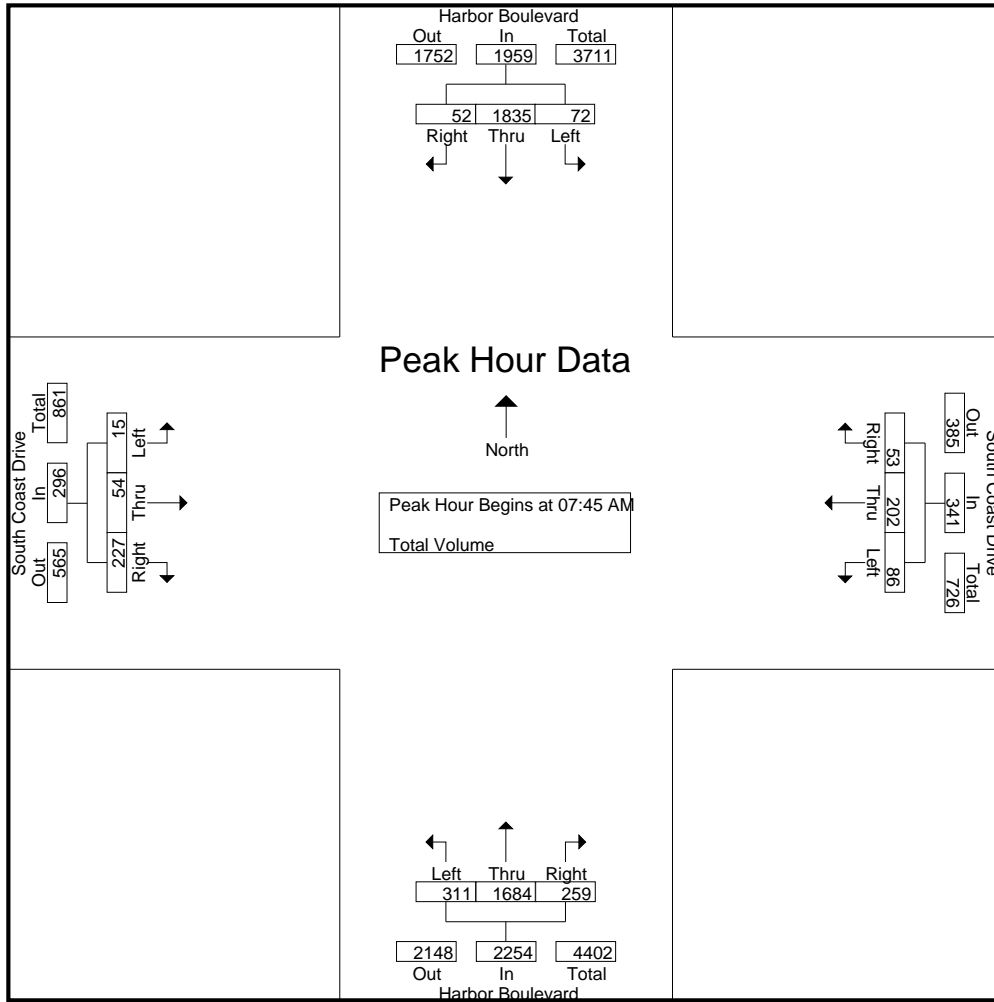 Harbor Boulevard
Out In Total
1752 1959 3711
52 1835 72
Right Thru Left
Peak Hour Data
North
Peak Hour Begins at 07:45 AM
Total Volume
South Coast Drive
Out In Total
565 296 861
15 54 227
Left Thru Right
South Coast Drive
Out In Total
385 341 726
53 202 86
Right Thru Left
Left Thru Right
311 1684 259
2148 2254 4402
Out In Total
Harbor Boulevard